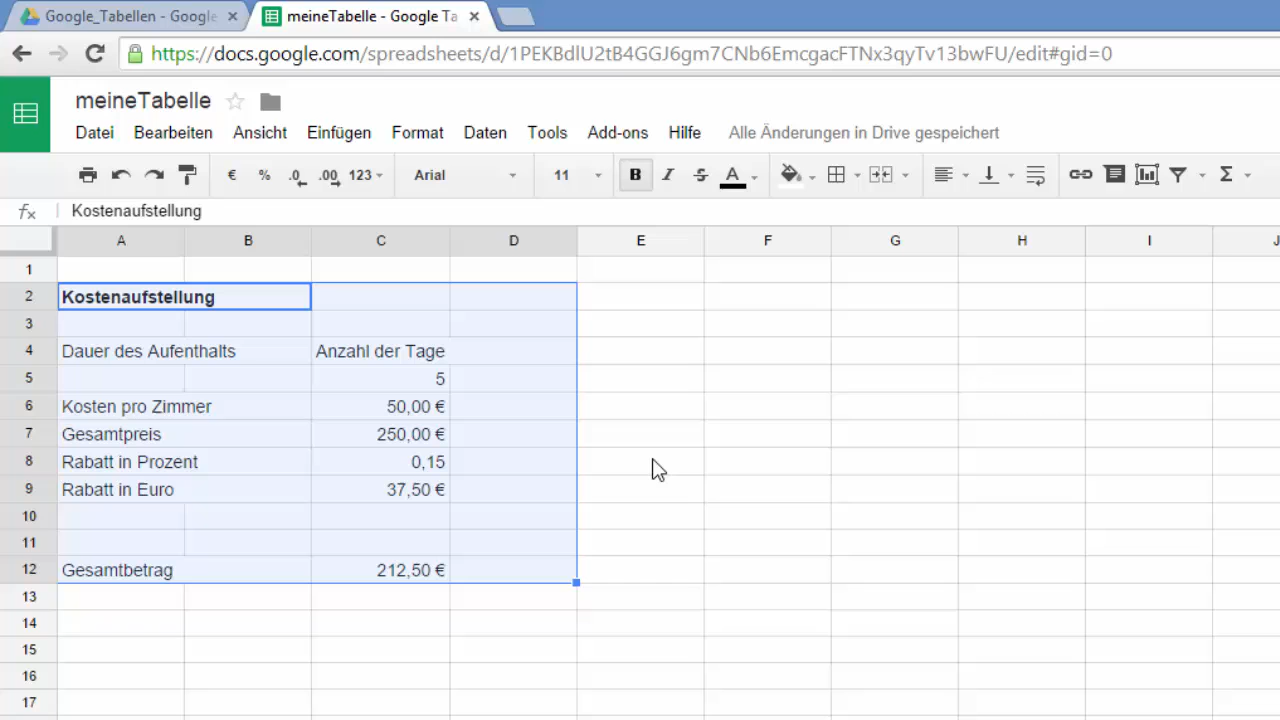 Google_Tabellen - Google
meineTabelle - Google Ta
https://docs.google.com/spreadsheets/d/1PEKBdlU2tB4GGJ6gm7CNb6EmcgacFTNx3qyTv13bwFU/edit#gid=0
meineTabelle
Datei Bearbeiten Ansicht Einfügen Format Daten Tools Add-ons Hilfe Alle Änderungen in Drive gespeichert
€ % .0 .00 123 Arial 11 B I S A Σ
fx Kostenaufstellung
A B C D E F G H I J
1
2 Kostenaufstellung
3
4 Dauer des Aufenthalts Anzahl der Tage
5 5
6 Kosten pro Zimmer 50,00 €
7 Gesamtpreis 250,00 €
8 Rabatt in Prozent 0,15
9 Rabatt in Euro 37,50 €
10
11
12 Gesamtbetrag 212,50 €
13
14
15
16
17